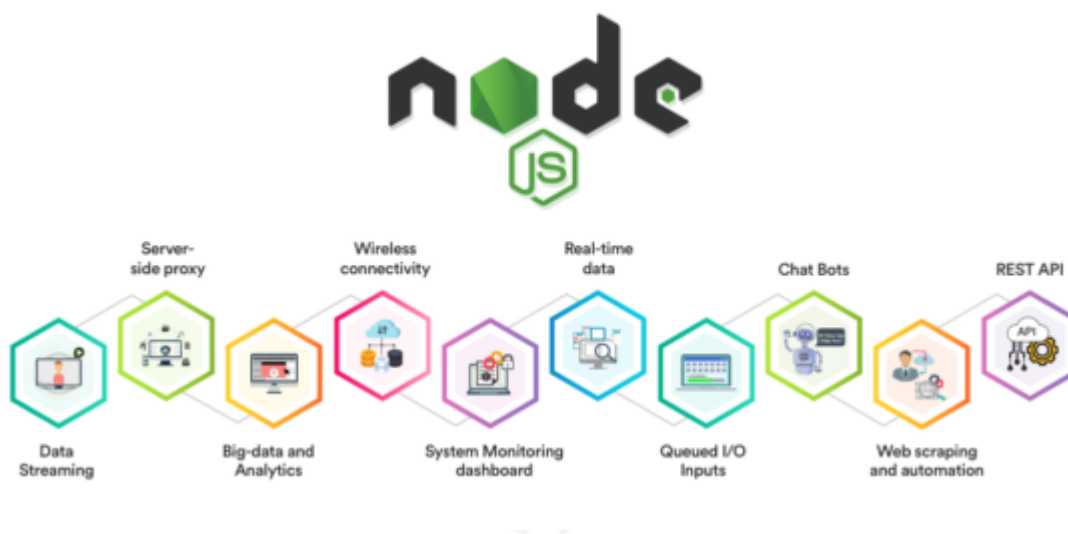 node
JS
Server-
side proxy
Wireless
connectivity
Real-time
data
Chat Bots
REST API
API
Data
Streaming
Big-data and
Analytics
System Monitoring
dashboard
Queued I/O
Inputs
Web scraping
and automation